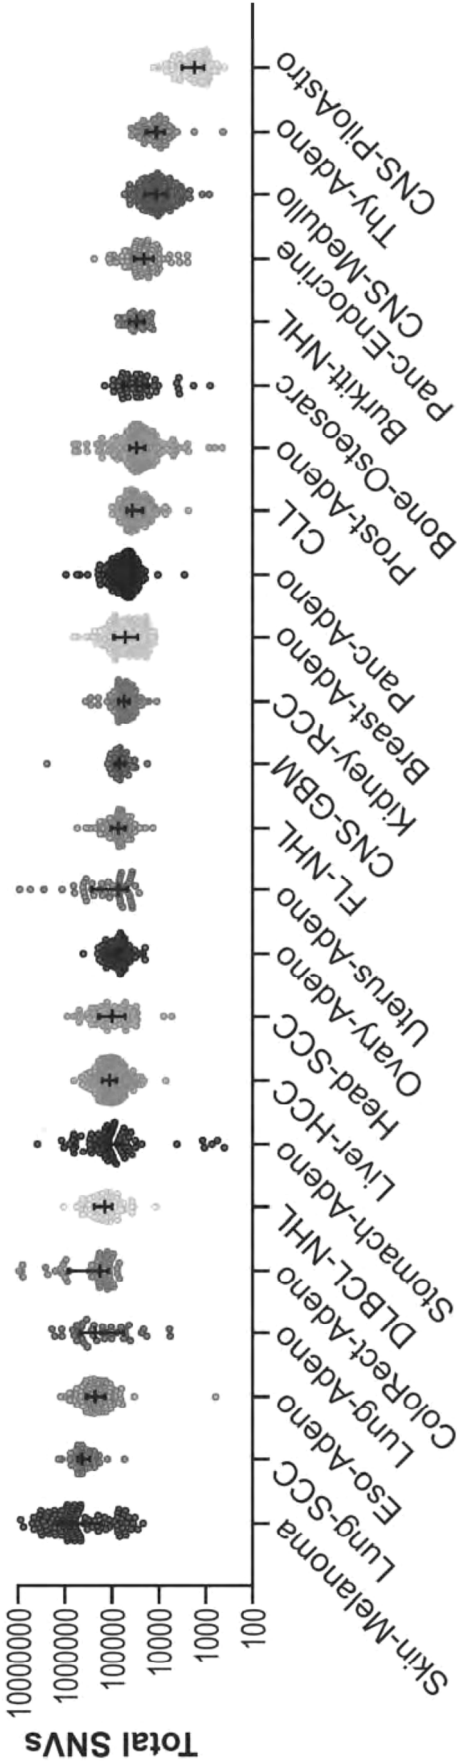 Total SNVs
10000000
1000000
100000
10000
1000
100
Skin-Melanoma
Lung-SCC
Eso-Adeno
Lung-Adeno
ColoRect-Adeno
DLBCL-NHL
Stomach-Adeno
Liver-HCC
Head-SCC
Ovary-Adeno
Uterus-Adeno
FL-NHL
CNS-GBM
Kidney-RCC
Breast-Adeno
Panc-Adeno
CLL
Prost-Adeno
Bone-Osteosarc
Burkitt-NHL
Panc-Endocrine
CNS-Medullo
Thy-Adeno
CNS-PiloAstro